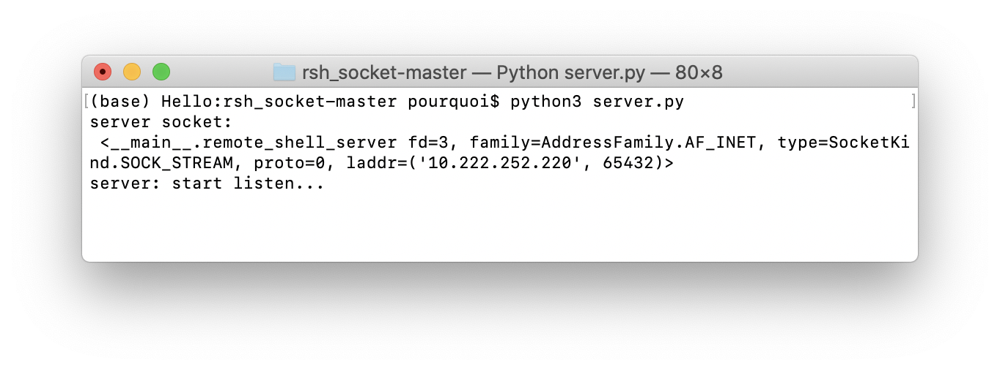 rsh_socket-master — Python server.py — 80×8
[(base) Hello:rsh_socket-master pourquoi$ python3 server.py ]
server socket:
 <__main__.remote_shell_server fd=3, family=AddressFamily.AF_INET, type=SocketKi
nd.SOCK_STREAM, proto=0, laddr=('10.222.252.220', 65432)>
server: start listen...